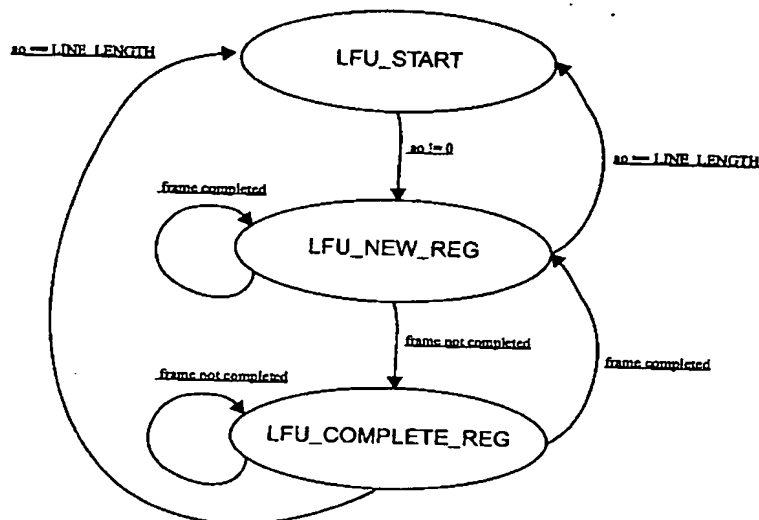 ao == LINE_LENGTH
LFU_START
ao != 0
ao == LINE_LENGTH
frame completed
LFU_NEW_REG
frame not completed
frame completed
frame not completed
LFU_COMPLETE_REG